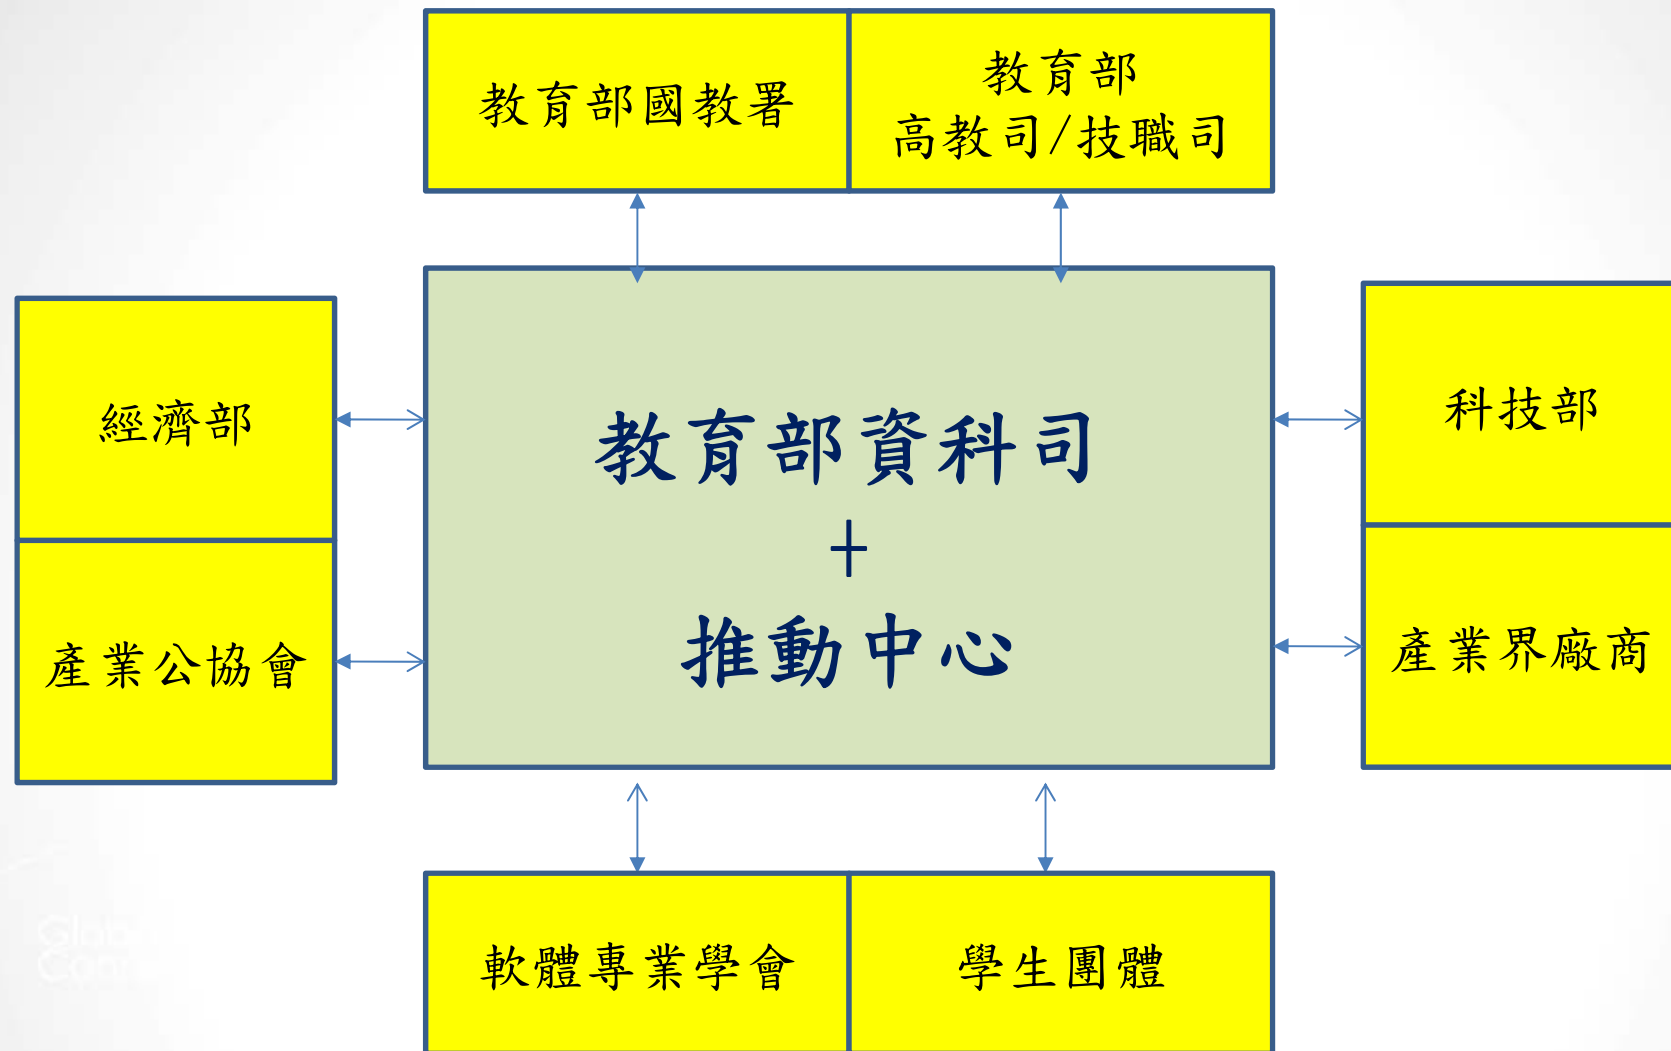 教育部國教署
教育部
高教司/技職司
經濟部
教育部資科司
+
推動中心
科技部
產業公協會
產業界廠商
軟體專業學會
學生團體